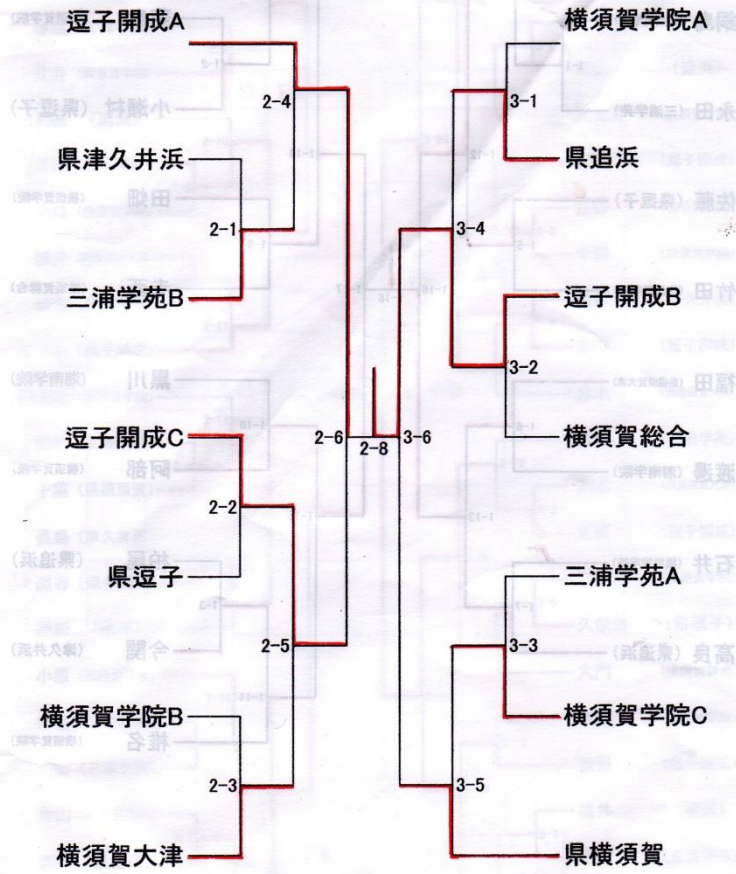 逗子開成A
横須賀学院A
2-4
3-1
県津久井浜
県追浜
2-1
3-4
三浦学苑B
逗子開成B
3-2
逗子開成C
2-6
2-8
3-6
横須賀総合
2-2
県逗子
三浦学苑A
2-5
3-3
横須賀学院B
横須賀学院C
2-3
3-5
横須賀大津
県横須賀